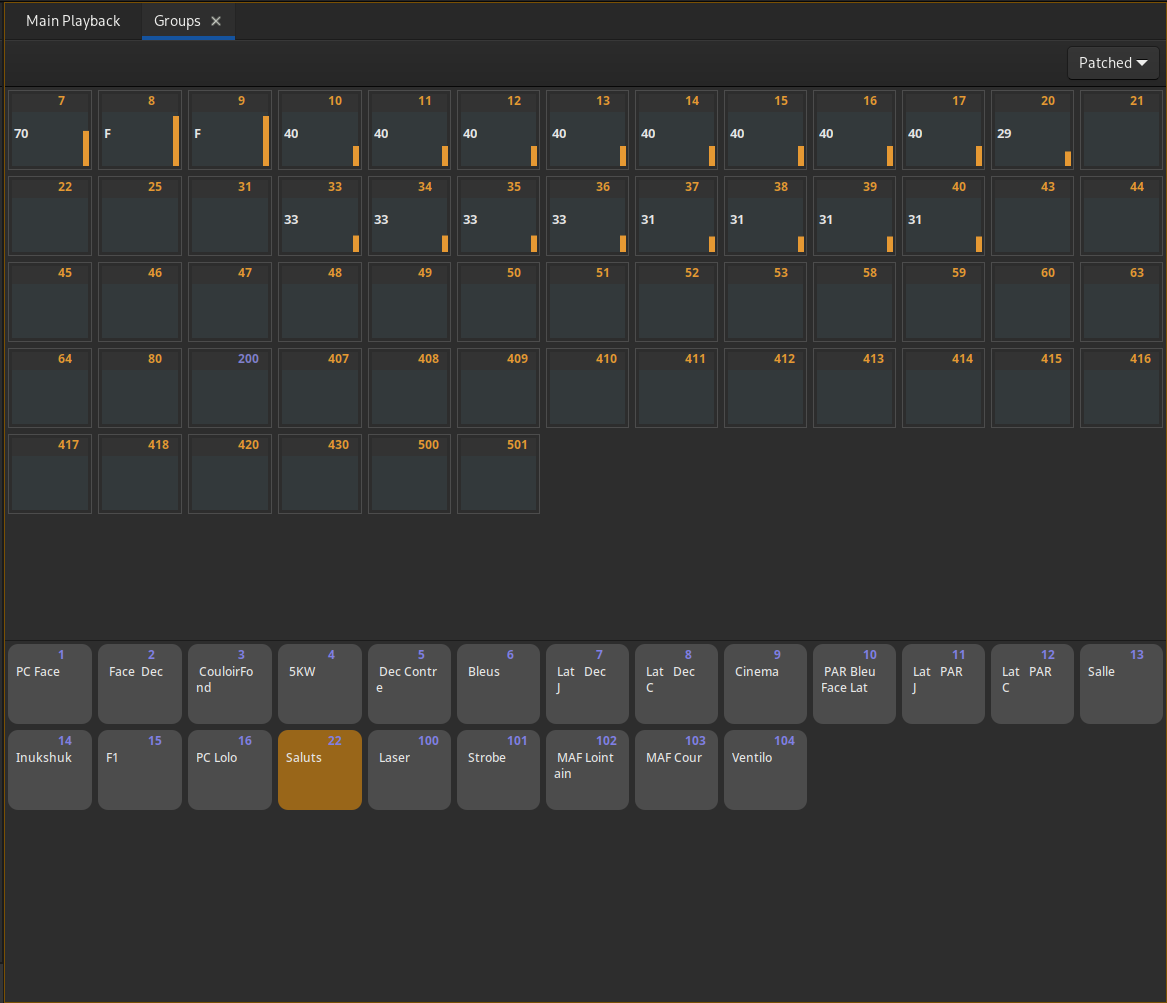 Main Playback Groups ×
Patched
7 8 9 10 11 12 13 14 15 16 17 20 21
70 F F 40 40 40 40 40 40 40 40 29
22 25 31 33 34 35 36 37 38 39 40 43 44
33 33 33 33 31 31 31 31
45 46 47 48 49 50 51 52 53 58 59 60 63
64 80 200 407 408 409 410 411 412 413 414 415 416
417 418 420 430 500 501
1 2 3 4 5 6 7 8 9 10 11 12 13
PC Face Face Dec CouloirFo 5KW Dec Contr Bleus Lat Dec Lat Dec Cinema PAR Bleu Lat PAR Lat PAR Salle
nd e J C Face Lat J C
14 15 16 22 100 101 102 103 104
Inukshuk F1 PC Lolo Saluts Laser Strobe MAF Loint MAF Cour Ventilo
ain